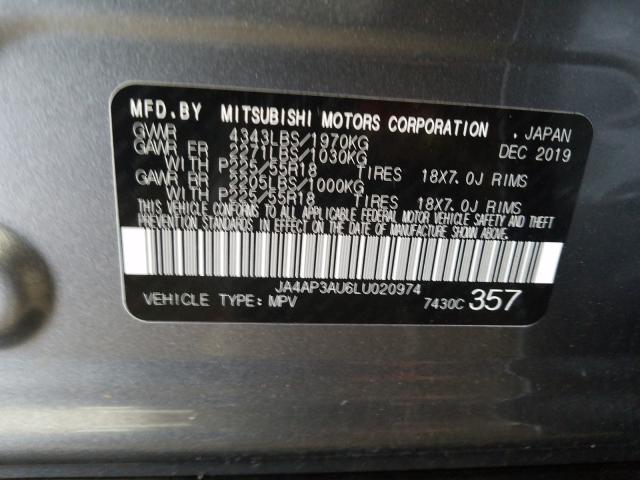 MFD.BY MITSUBISHI MOTORS CORPORATION , JAPAN
GVWR 4343LBS/1970KG DEC 2019
GAWR FR 2271LBS/1030KG
WITH P225/55R18 TIRES 18X7.0J RIMS
GAWR RR 2205LBS/1000KG
WITH P225/55R18 TIRES 18X7.0J RIMS
THIS VEHICLE CONFORMS TO ALL APPLICABLE FEDERAL MOTOR VEHICLE SAFETY AND THEFT
PREVENTION STANDARDS IN EFFECT ON THE DATE OF MANUFACTURE SHOWN ABOVE.
JA4AP3AU6LU020974
VEHICLE TYPE: MPV 7430C 357